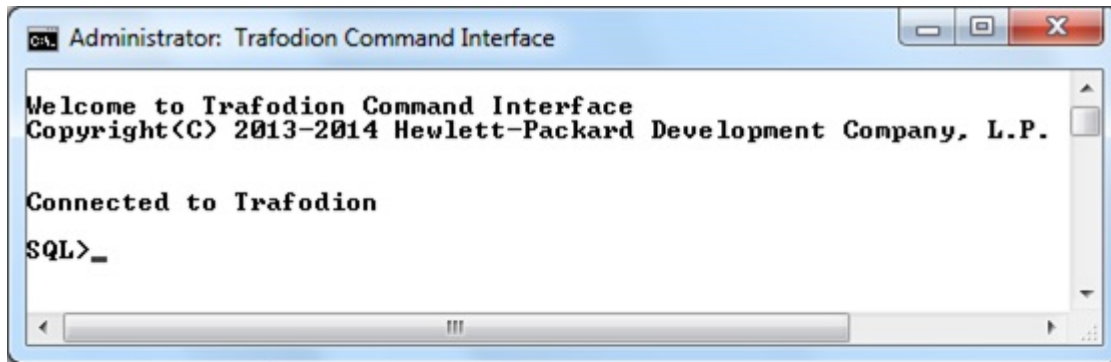 Administrator: Trafodion Command Interface
Welcome to Trafodion Command Interface
Copyright(C) 2013-2014 Hewlett-Packard Development Company, L.P.
Connected to Trafodion
SQL>_